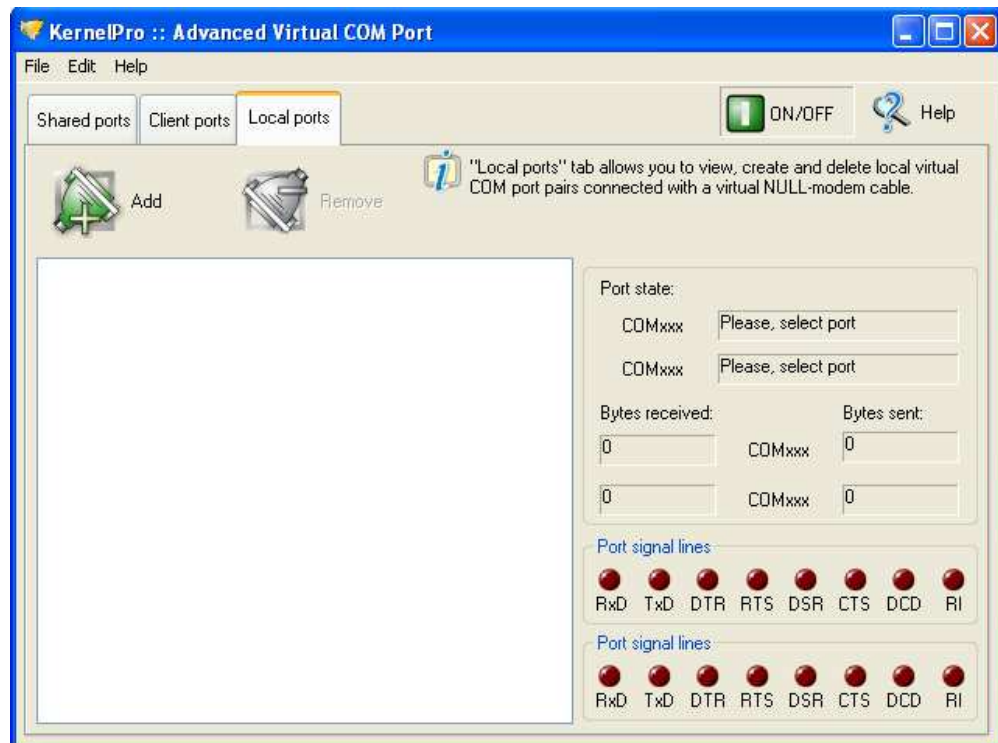 KernelPro :: Advanced Virtual COM Port
File Edit Help
Shared ports Client ports Local ports ON/OFF Help
Add Remove
"Local ports" tab allows you to view, create and delete local virtual
COM port pairs connected with a virtual NULL-modem cable.
Port state:
COMxxx Please, select port
COMxxx Please, select port
Bytes received: Bytes sent:
0 COMxxx 0
0 COMxxx 0
Port signal lines
RxD TxD DTR RTS DSR CTS DCD RI
Port signal lines
RxD TxD DTR RTS DSR CTS DCD RI